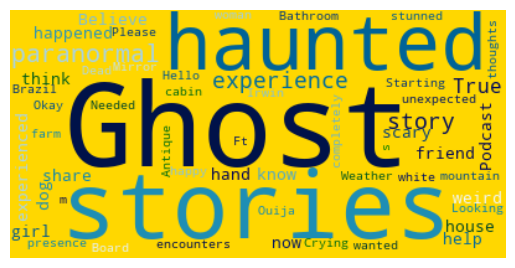 Believe woman Bathroom stunned
happened Please haunted thoughts
paranormal Dean Mirror
think Hello experience Starting True
Brazil cabin Irwin unexpected
Okay Needed Ghost story Podcast
farm Antique Ft completely scary s
experienced dog share happy hand know friend
m stories Weather white mountain
girl Ouija weird Looking
presence Board encounters now Crying wanted house help